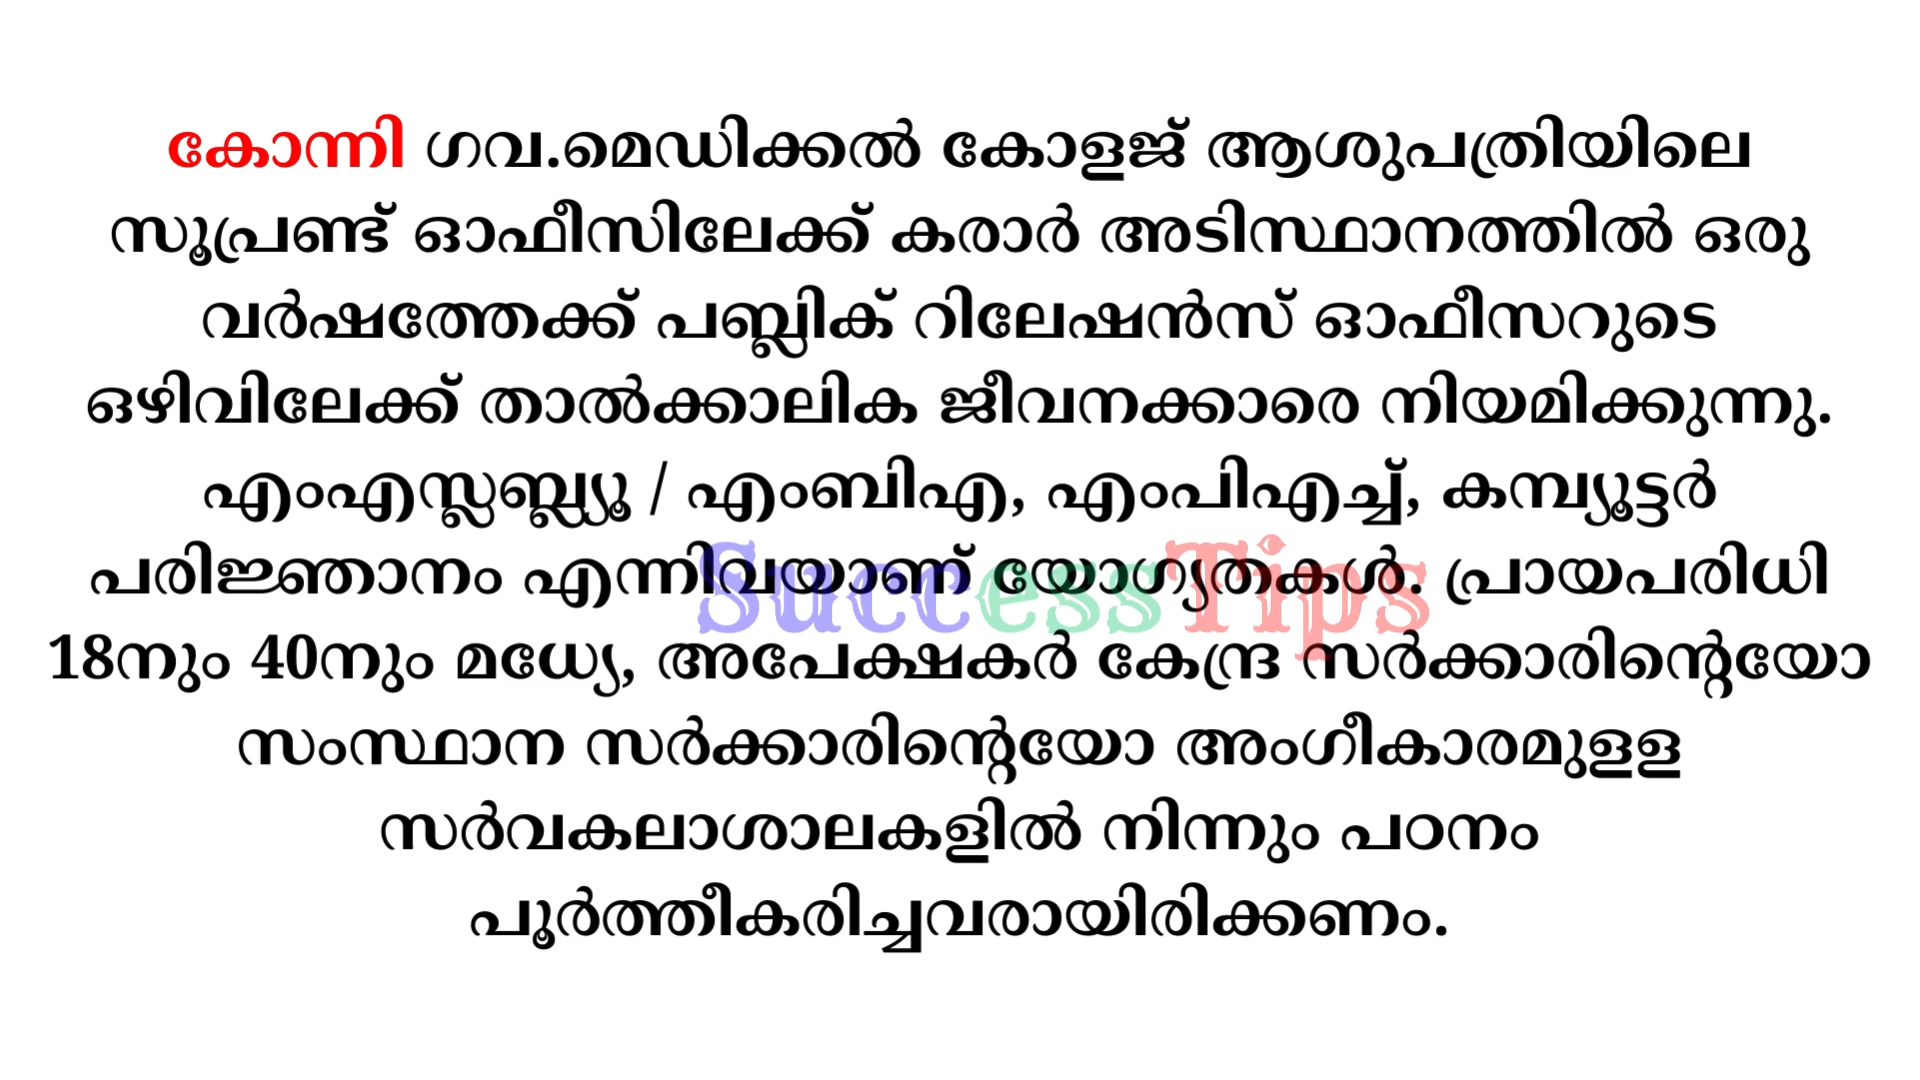 കോന്നി ഗവ.മെഡിക്കൽ കോളജ് ആശുപത്രിയിലെ
സൂപ്രണ്ട് ഓഫീസിലേക്ക് കരാർ അടിസ്ഥാനത്തിൽ ഒരു
വർഷത്തേക്ക് പബ്ലിക് റിലേഷൻസ് ഓഫീസറുടെ
ഒഴിവിലേക്ക് താൽക്കാലിക ജീവനക്കാരെ നിയമിക്കുന്നു.
എംഎസ്ലബ്ല്യൂ / എംബിഎ, എംപിഎച്ച്, കമ്പ്യൂട്ടർ
പരിജ്ഞാനം എന്നിവയാണ് യോഗ്യതകൾ. പ്രായപരിധി
SuccessTips
18നും 40നും മധ്യേ, അപേക്ഷകർ കേന്ദ്ര സർക്കാരിന്റെയോ
സംസ്ഥാന സർക്കാരിന്റെയോ അംഗീകാരമുളള
സർവകലാശാലകളിൽ നിന്നും പഠനം
പൂർത്തീകരിച്ചവരായിരിക്കണം.